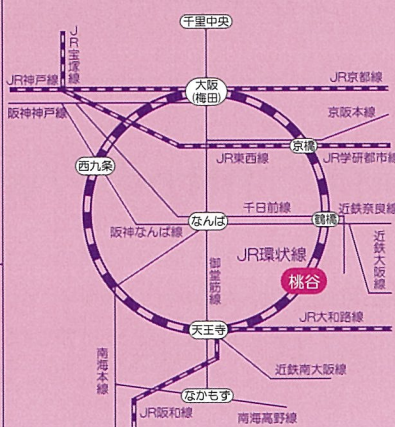 千里中央
JR宝塚線
JR神戸線
大阪
(梅田)
JR京都線
阪神神戸線
京阪本線
京橋
JR東西線
JR学研都市線
西九条
千日前線
近鉄奈良線
なんば
鶴橋
阪神なんば線
近鉄大阪線
JR環状線
御堂筋線
桃谷
JR大和路線
天王寺
南海本線
近鉄南大阪線
なかもず
JR阪和線
南海高野線